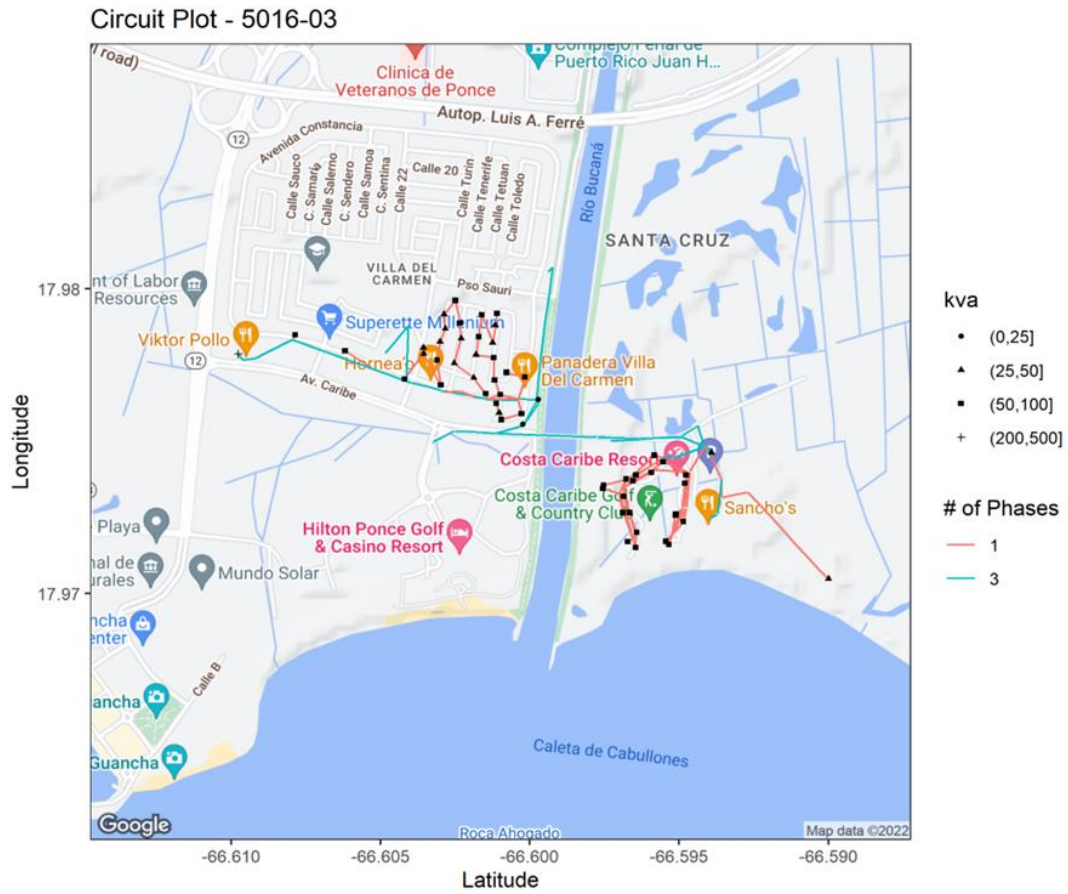 Circuit Plot - 5016-03
road)
Clinica de
Veteranos de Ponce
Complejo Penal de
Puerto Rico Juan H...
Autop. Luis A. Ferré
12
Avenida Constancia
Calle Sauco
C. Samaria
Calle Salerno
C. Sendero
Calle Samoa
C. Sentina
Calle 22
Calle 20
Calle Turin
Calle Tenerife
Calle Tetuan
Calle Toledo
Río Bucaná
SANTA CRUZ
VILLA DEL
CARMEN
Pso Sauri
nt of Labor
Resources
Superette Millenium
Viktor Pollo
Hornea'o
Panadera Villa
Del Carmen
12
Av. Caribe
Costa Caribe Resor
Costa Caribe Golf
& Country Club
Sancho's
Hilton Ponce Golf
& Casino Resort
Playa
nal de
urales
Mundo Solar
ncha
enter
Calle B
ancha
Guancha
Caleta de Cabullones
Roca Ahogado
Google
Map data ©2022
17.98
17.97
Longitude
-66.610
-66.605
-66.600
-66.595
-66.590
Latitude
kva
(0,25]
(25,50]
(50,100]
(200,500]
# of Phases
1
3